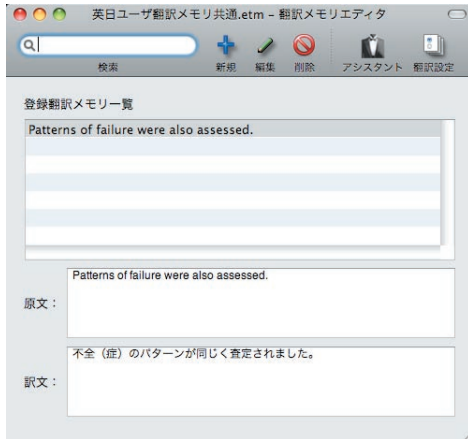 英日ユーザ翻訳メモリ共通.etm – 翻訳メモリエディタ
検索 新規 編集 削除 アシスタント 翻訳設定
登録翻訳メモリ一覧
Patterns of failure were also assessed.
原文：
Patterns of failure were also assessed.
訳文：
不全（症）のパターンが同じく査定されました。